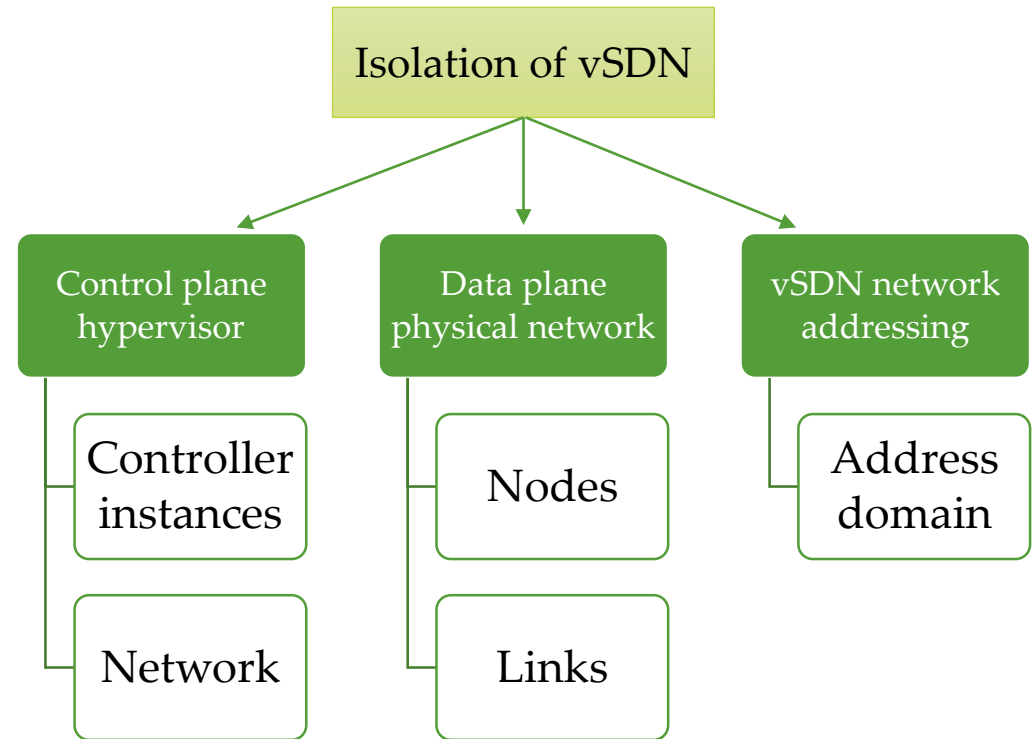 Isolation of vSDN
Control plane
hypervisor
Data plane
physical network
vSDN network
addressing
Controller
instances
Nodes
Address
domain
Network
Links